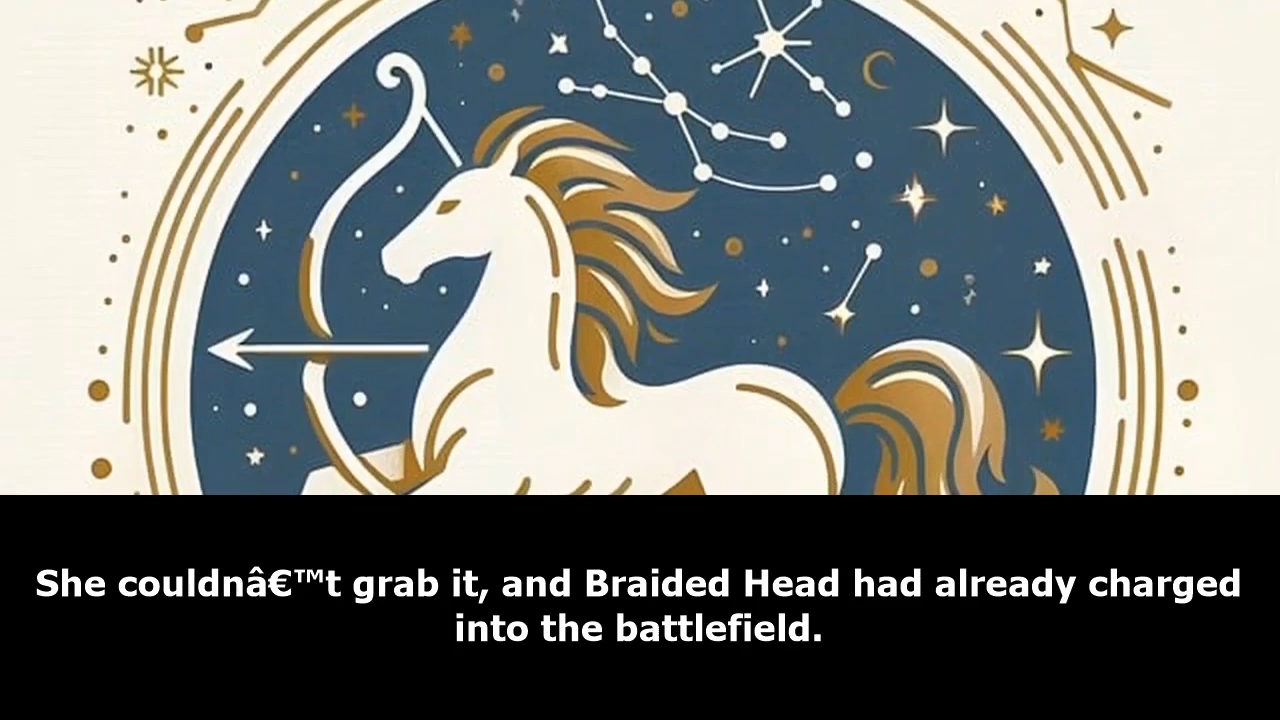 She couldnâ€™t grab it, and Braided Head had already charged
into the battlefield.